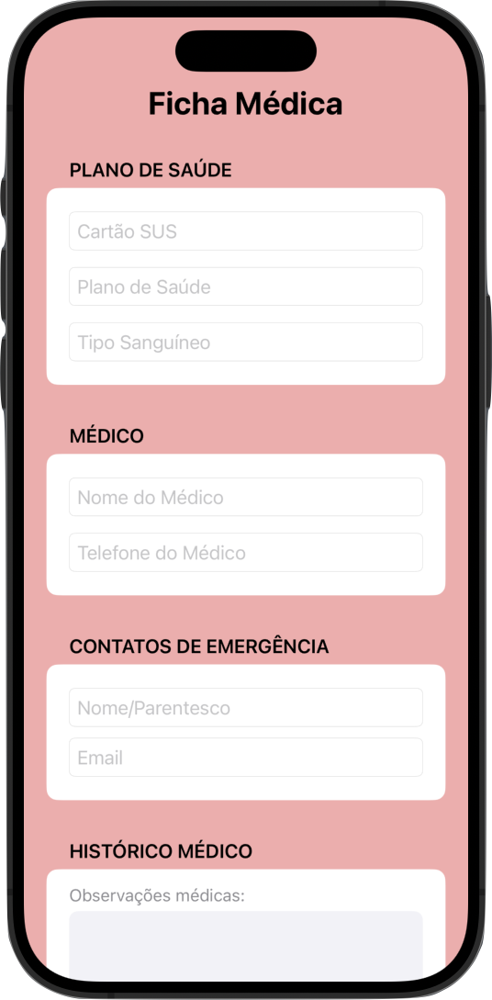 Ficha Médica
PLANO DE SAÚDE
Cartão SUS
Plano de Saúde
Tipo Sanguíneo
MÉDICO
Nome do Médico
Telefone do Médico
CONTATOS DE EMERGÊNCIA
Nome/Parentesco
Email
HISTÓRICO MÉDICO
Observações médicas: